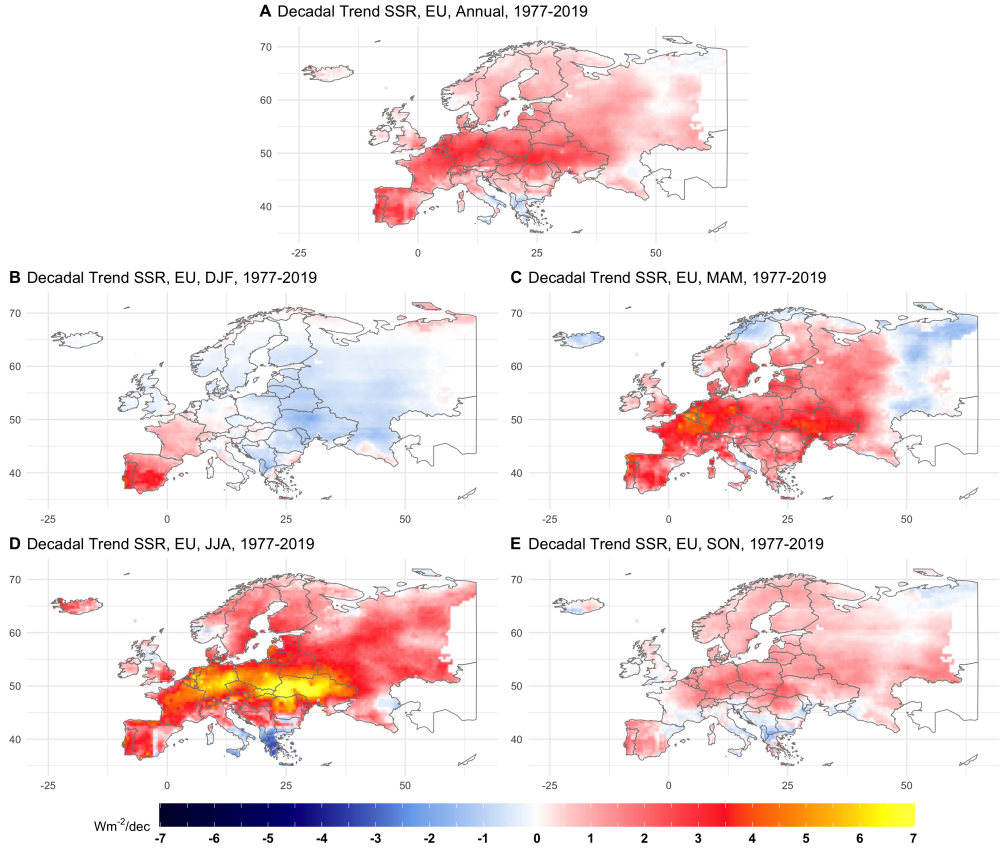 A Decadal Trend SSR, EU, Annual, 1977-2019
70
60
50
40
-25 0 25 50
B Decadal Trend SSR, EU, DJF, 1977-2019
70
60
50
40
-25 0 25 50
C Decadal Trend SSR, EU, MAM, 1977-2019
70
60
50
40
-25 0 25 50
D Decadal Trend SSR, EU, JJA, 1977-2019
70
60
50
40
-25 0 25 50
E Decadal Trend SSR, EU, SON, 1977-2019
70
60
50
40
-25 0 25 50
Wm⁻²/dec
-7 -6 -5 -4 -3 -2 -1 0 1 2 3 4 5 6 7